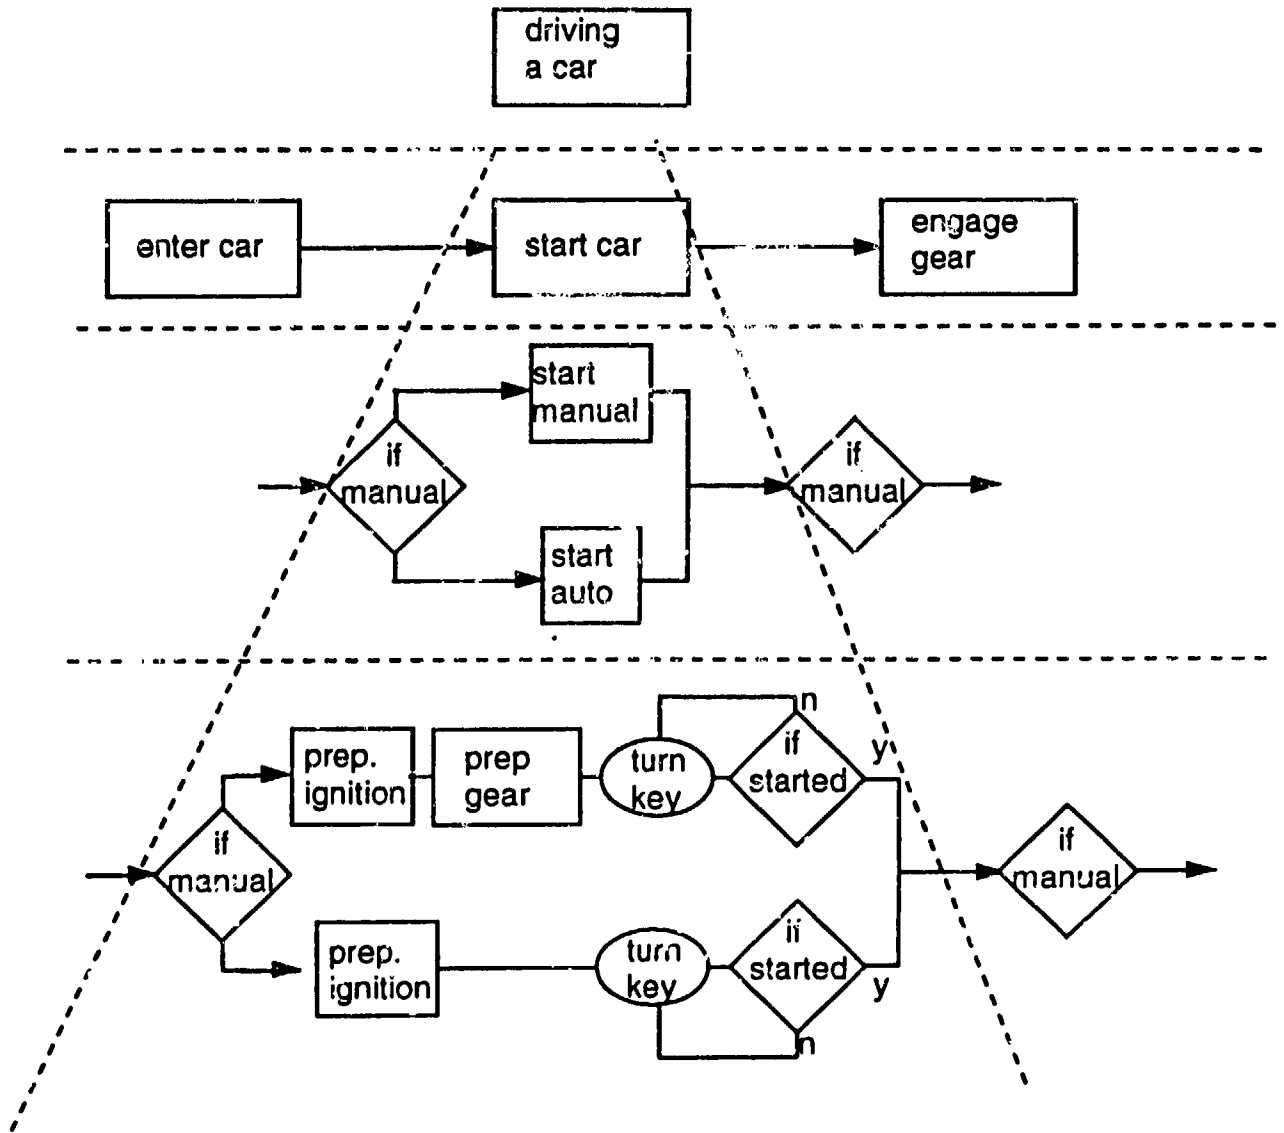 driving
a car
enter car
start car
engage
gear
start
manual
if
manual
if
manual
start
auto
n
prep.
ignition
prep
gear
turn
key
if
started
y
if
manual
if
manual
prep.
ignition
turn
key
if
started
y
n